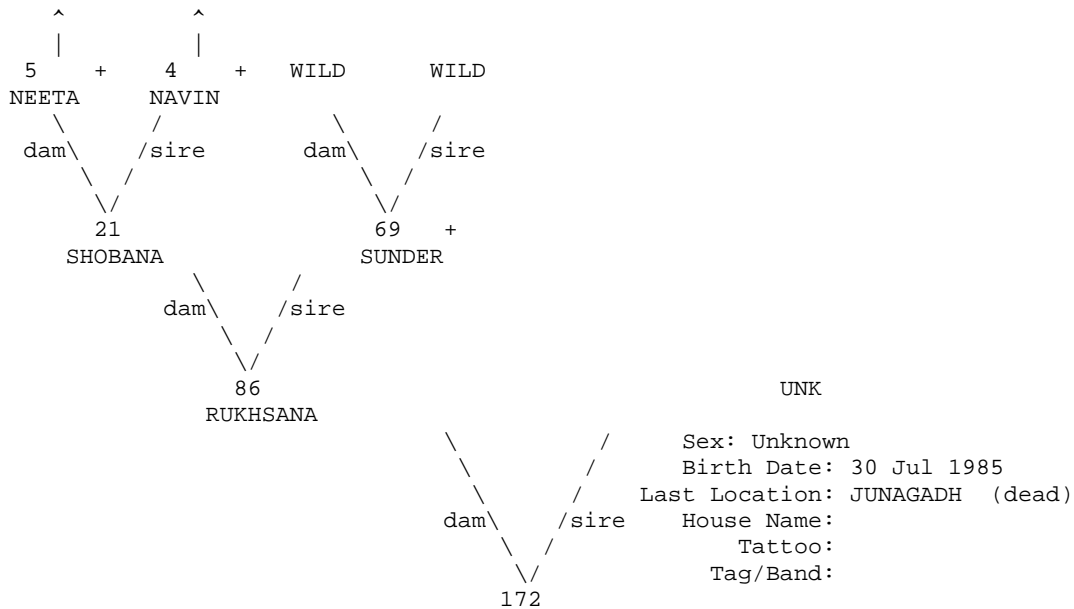 ^ ^
| |
5 + 4 + WILD WILD
NEETA NAVIN
\ / \ /
dam\ /sire dam\ /sire
\ / \ /
\/ \/
21 69 +
SHOBANA SUNDER
\ /
dam\ /sire
\ /
\/
86 UNK
RUKHSANA
\ / Sex: Unknown
\ / Birth Date: 30 Jul 1985
\ / Last Location: JUNAGADH (dead)
dam\ /sire House Name:
\ / Tattoo:
\/ Tag/Band:
172